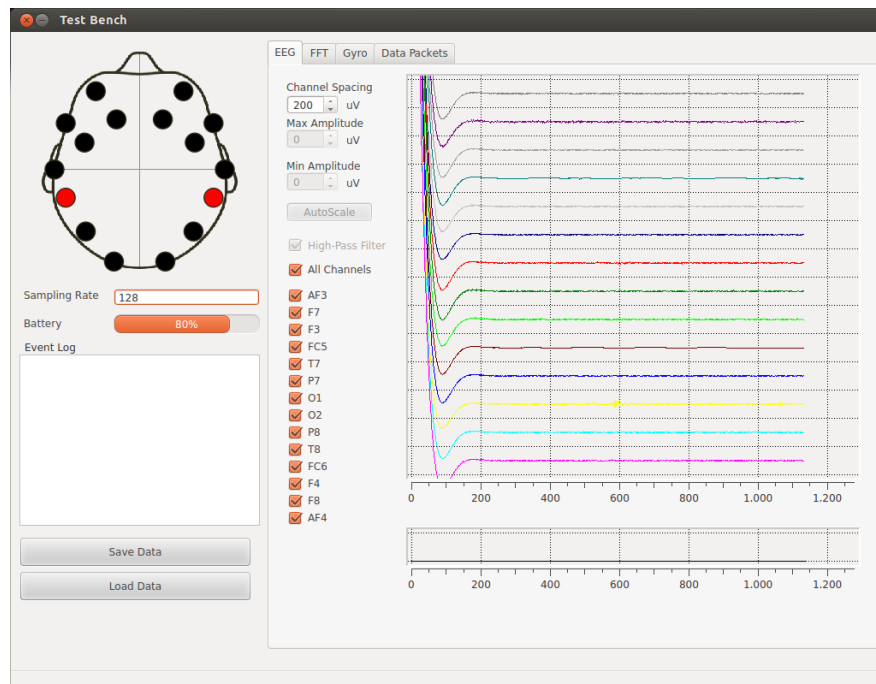 Test Bench
EEG FFT Gyro Data Packets
Channel Spacing
200 uV
Max Amplitude
0 uV
Min Amplitude
0 uV
AutoScale
High-Pass Filter
All Channels
AF3
F7
F3
FC5
T7
P7
O1
O2
P8
T8
FC6
F4
F8
AF4
Sampling Rate 128
Battery 80%
Event Log
Save Data
Load Data
0 200 400 600 800 1.000 1.200
0 200 400 600 800 1.000 1.200